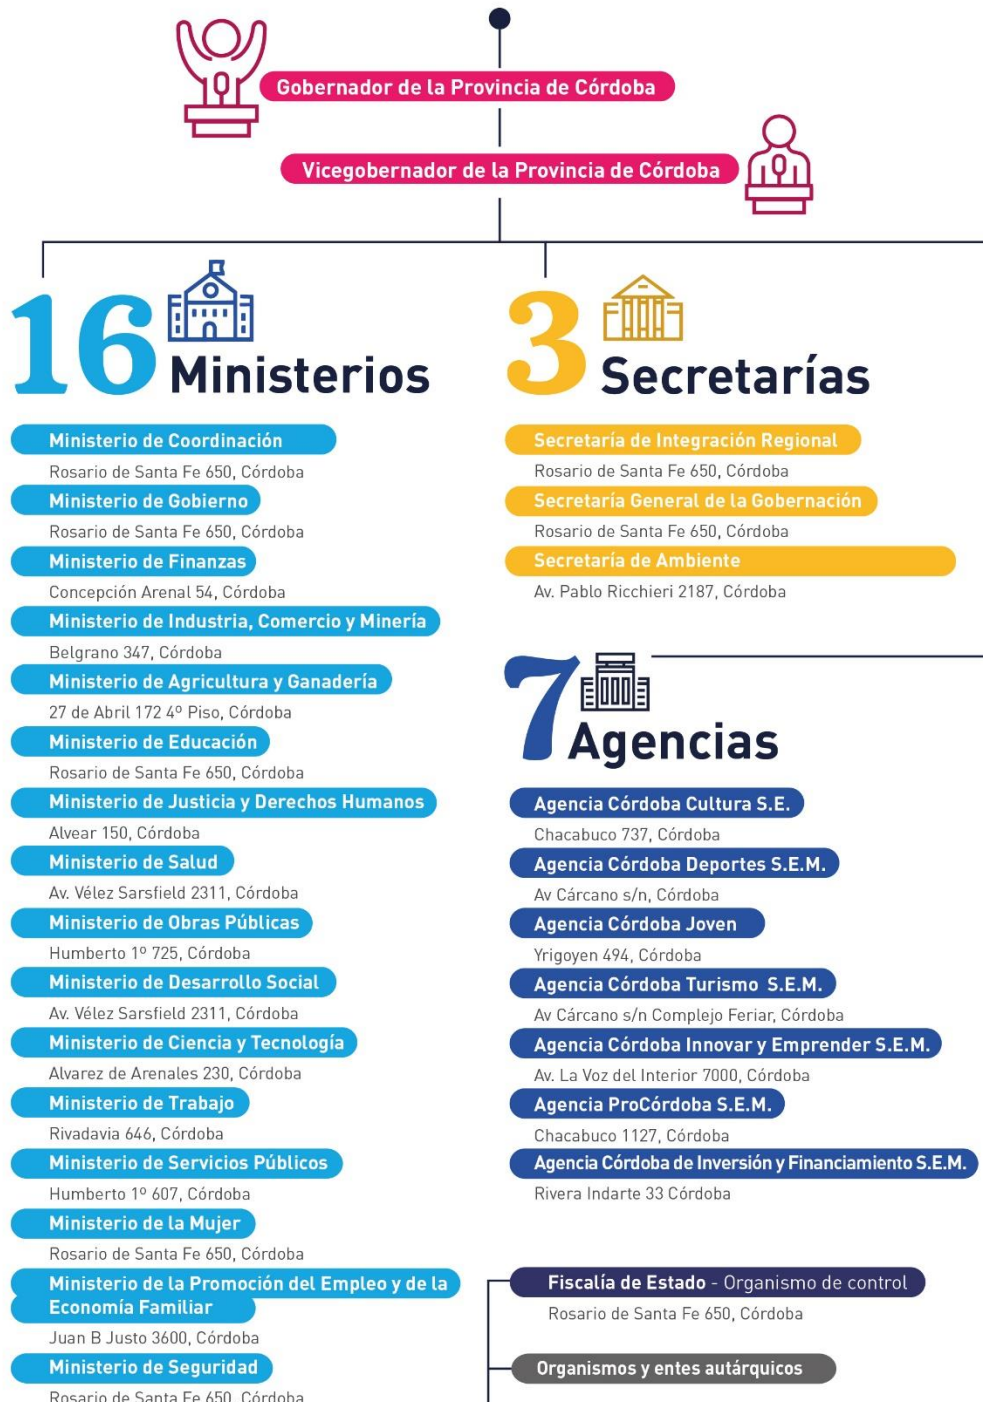 Gobernador de la Provincia de Córdoba
Vicegobernador de la Provincia de Córdoba
16 Ministerios
Ministerio de Coordinación
Rosario de Santa Fe 650, Córdoba
Ministerio de Gobierno
Rosario de Santa Fe 650, Córdoba
Ministerio de Finanzas
Concepción Arenal 54, Córdoba
Ministerio de Industria, Comercio y Minería
Belgrano 347, Córdoba
Ministerio de Agricultura y Ganadería
27 de Abril 172 4º Piso, Córdoba
Ministerio de Educación
Rosario de Santa Fe 650, Córdoba
Ministerio de Justicia y Derechos Humanos
Alvear 150, Córdoba
Ministerio de Salud
Av. Vélez Sarsfield 2311, Córdoba
Ministerio de Obras Públicas
Humberto 1º 725, Córdoba
Ministerio de Desarrollo Social
Av. Vélez Sarsfield 2311, Córdoba
Ministerio de Ciencia y Tecnología
Alvarez de Arenales 230, Córdoba
Ministerio de Trabajo
Rivadavia 646, Córdoba
Ministerio de Servicios Públicos
Humberto 1º 607, Córdoba
Ministerio de la Mujer
Rosario de Santa Fe 650, Córdoba
Ministerio de la Promoción del Empleo y de la
Economía Familiar
Juan B Justo 3600, Córdoba
Ministerio de Seguridad
Rosario de Santa Fe 650, Córdoba
3 Secretarías
Secretaría de Integración Regional
Rosario de Santa Fe 650, Córdoba
Secretaría General de la Gobernación
Rosario de Santa Fe 650, Córdoba
Secretaría de Ambiente
Av. Pablo Ricchieri 2187, Córdoba
7 Agencias
Agencia Córdoba Cultura S.E.
Chacabuco 737, Córdoba
Agencia Córdoba Deportes S.E.M.
Av Cárcano s/n, Córdoba
Agencia Córdoba Joven
Yrigoyen 494, Córdoba
Agencia Córdoba Turismo S.E.M.
Av Cárcano s/n Complejo Feriar, Córdoba
Agencia Córdoba Innovar y Emprender S.E.M.
Av. La Voz del Interior 7000, Córdoba
Agencia ProCórdoba S.E.M.
Chacabuco 1127, Córdoba
Agencia Córdoba de Inversión y Financiamiento S.E.M.
Rivera Indarte 33 Córdoba
Fiscalía de Estado - Organismo de control
Rosario de Santa Fe 650, Córdoba
Organismos y entes autárquicos